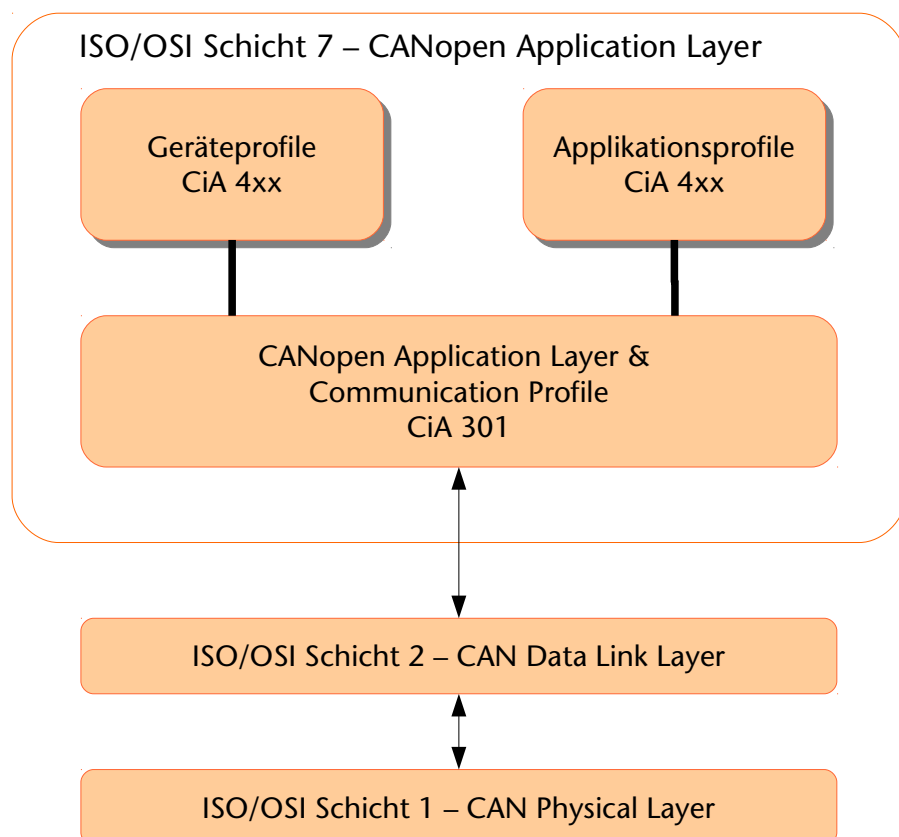 ISO/OSI Schicht 7 – CANopen Application Layer
Geräteprofile
CiA 4xx
Applikationsprofile
CiA 4xx
CANopen Application Layer &
Communication Profile
CiA 301
ISO/OSI Schicht 2 – CAN Data Link Layer
ISO/OSI Schicht 1 – CAN Physical Layer